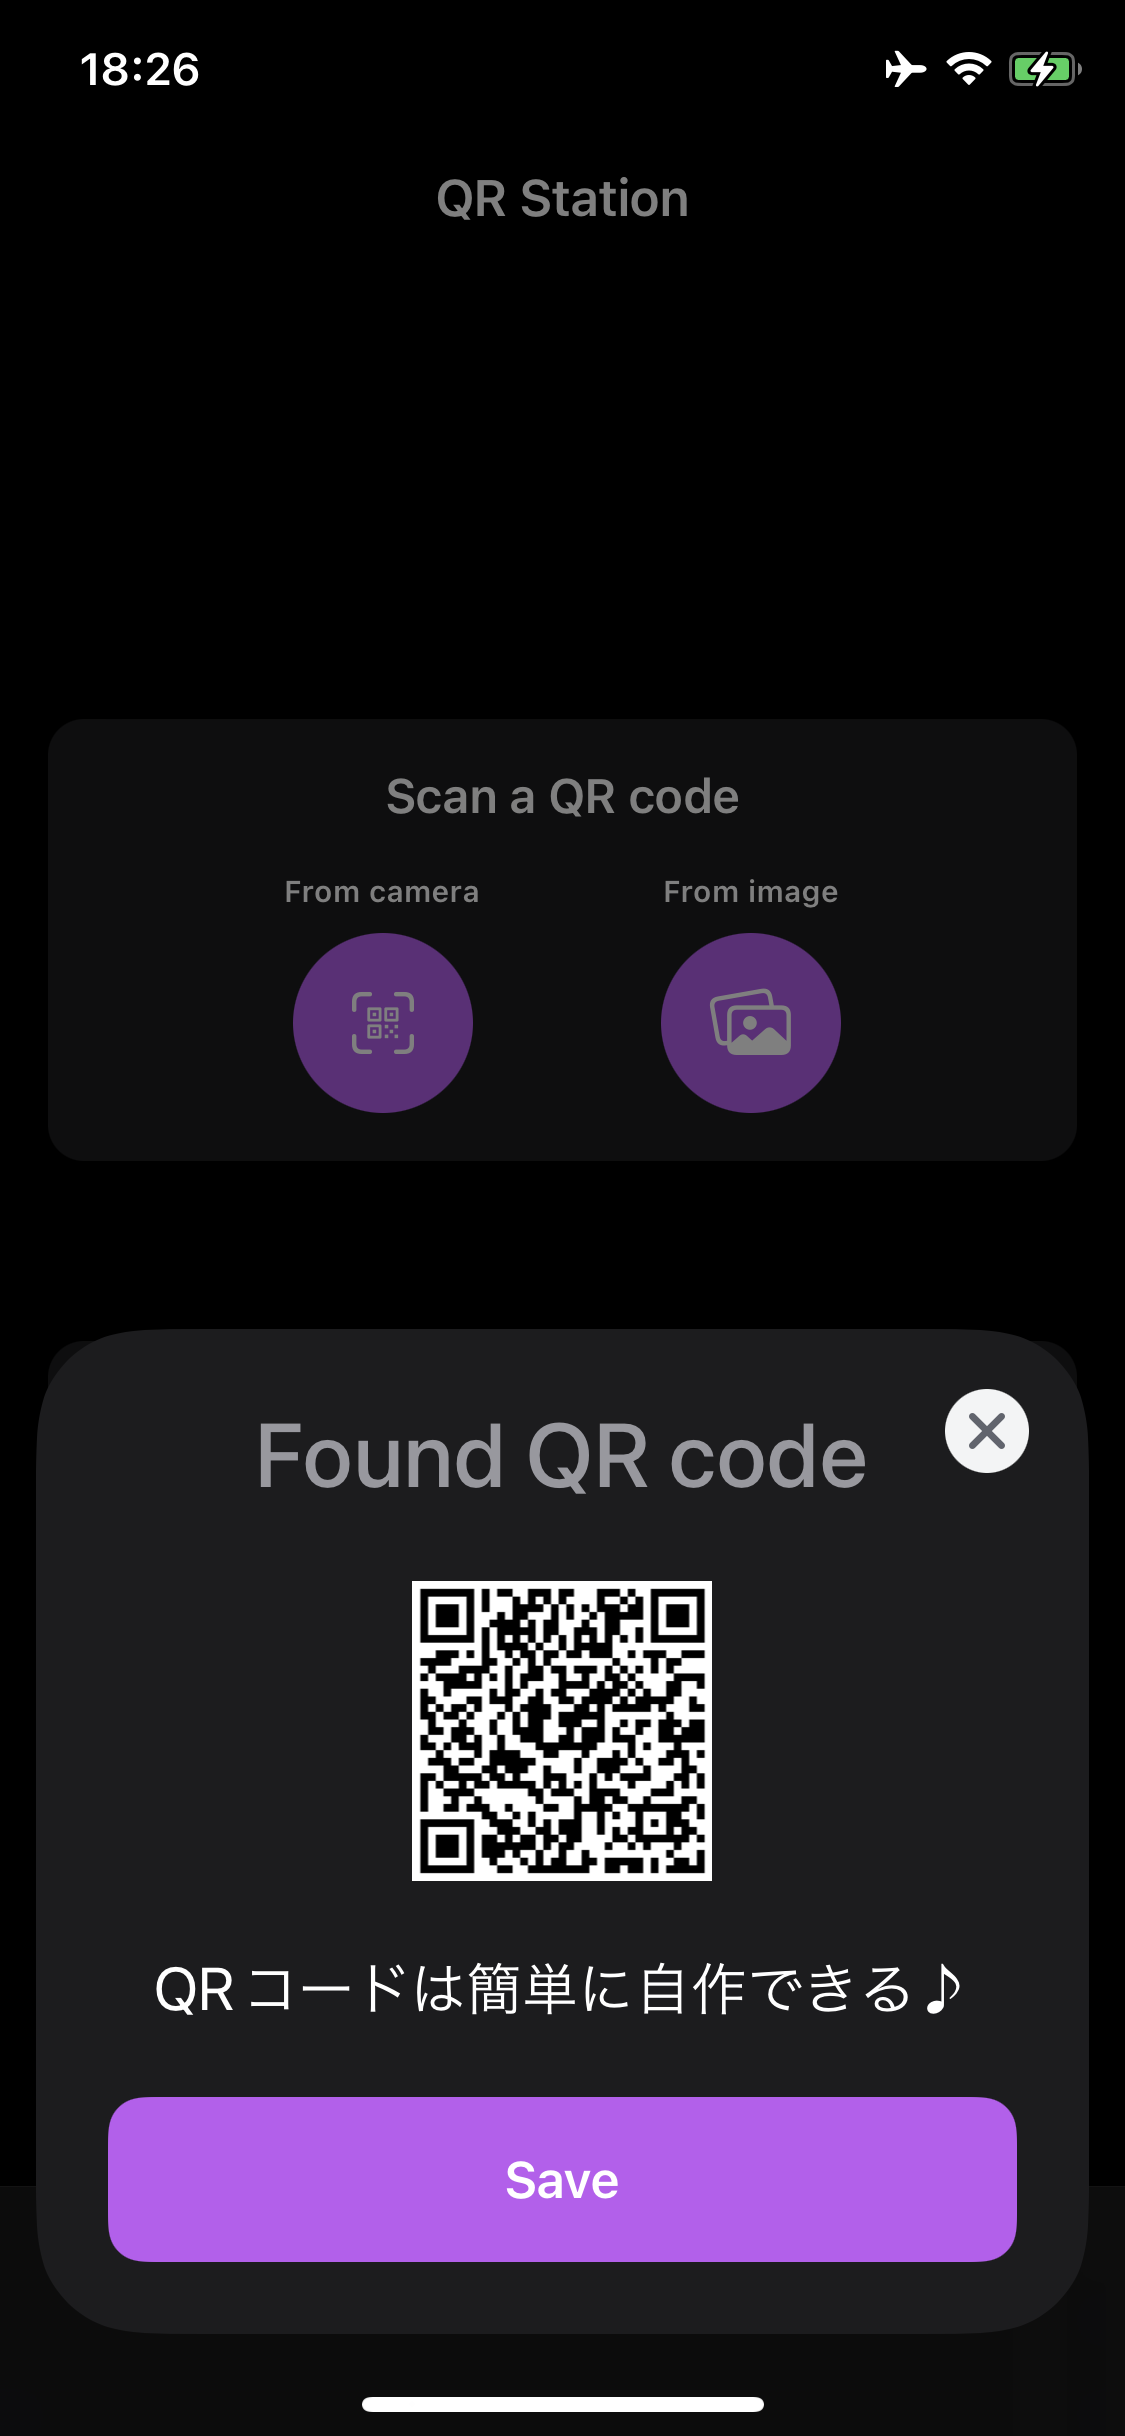 18:26
QR Station
Scan a QR code
From camera
From image
Found QR code
QRコードは簡単に自作できる♪
Save